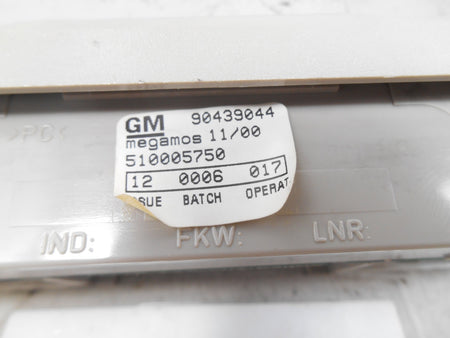 GM 90439044
megamos 11/00
510005750
12 0006 017
SUE BATCH OPERAT
>PC<
IND: FKW: LNR: